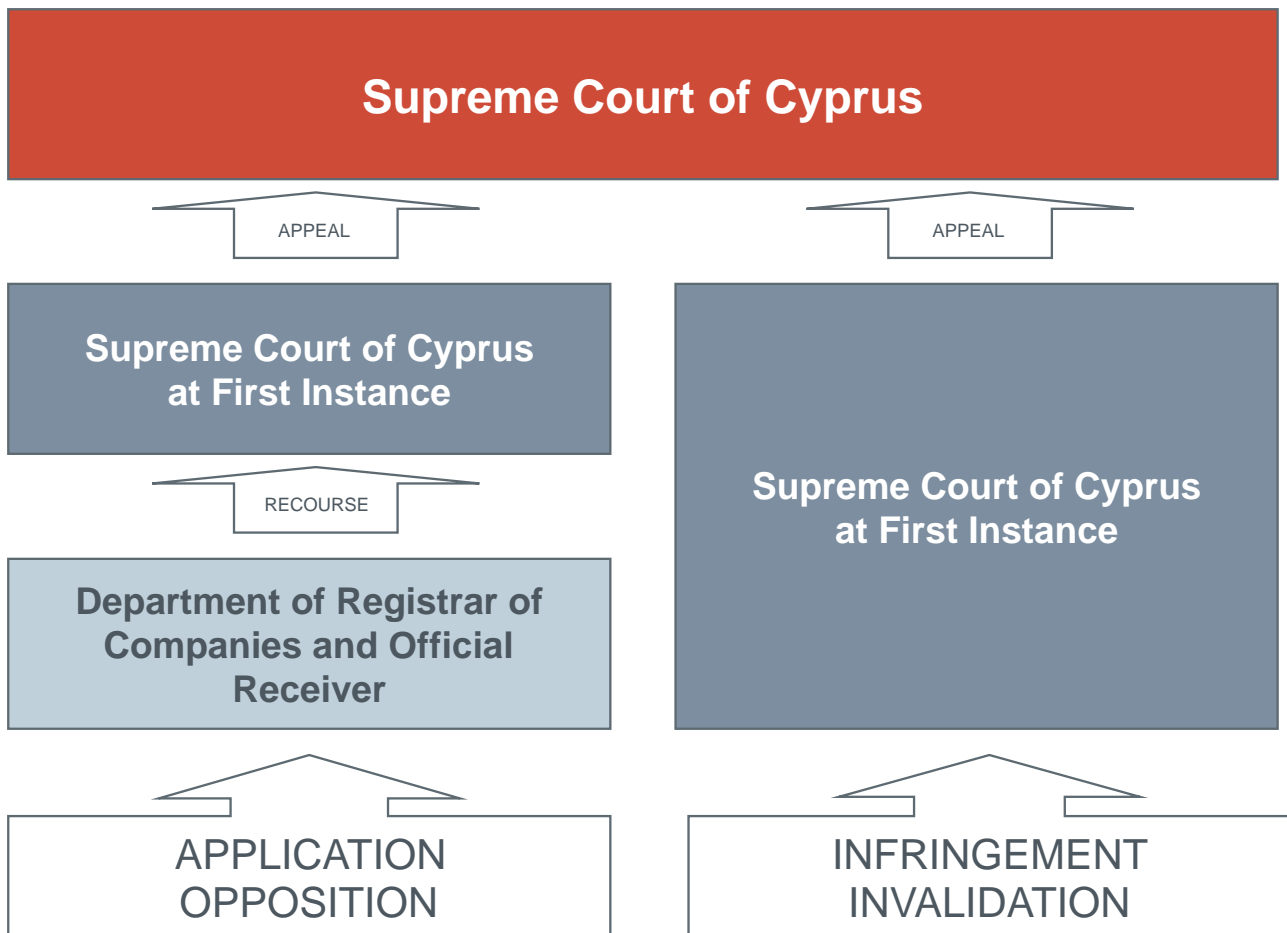 Supreme Court of Cyprus
APPEAL
APPEAL
Supreme Court of Cyprus
at First Instance
RECOURSE
Supreme Court of Cyprus
at First Instance
Department of Registrar of
Companies and Official
Receiver
APPLICATION
OPPOSITION
INFRINGEMENT
INVALIDATION